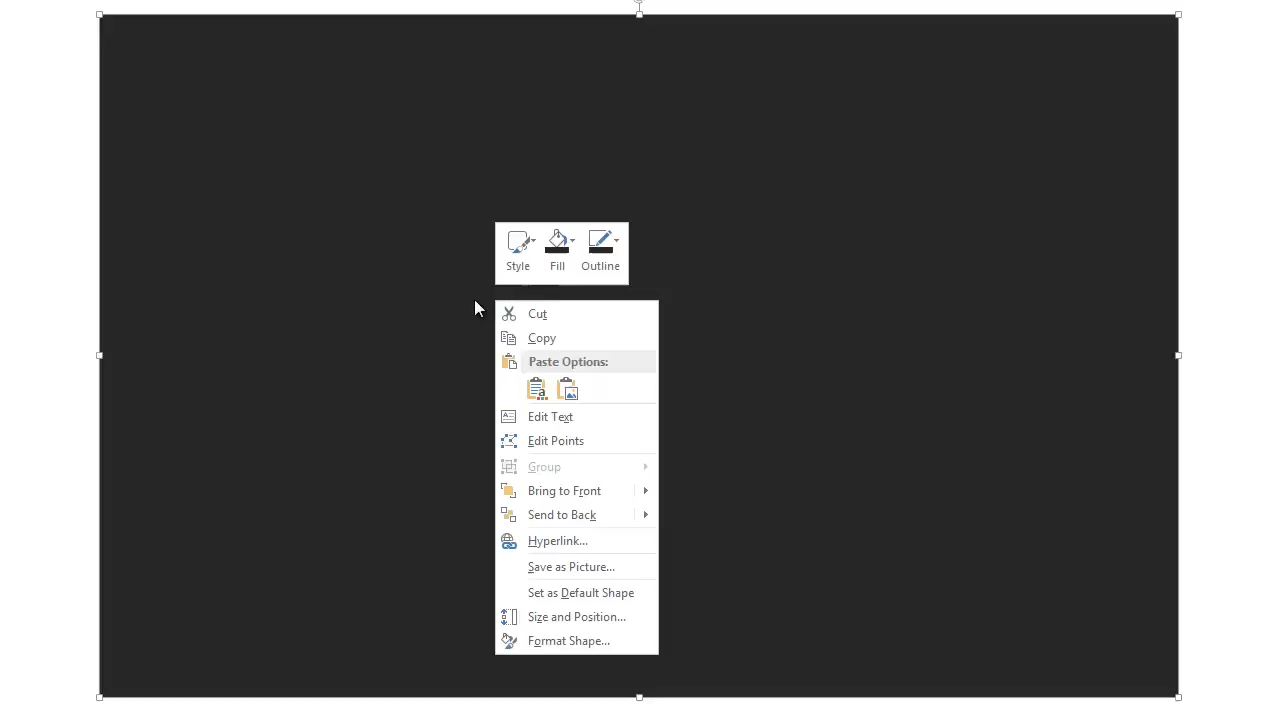 Style Fill Outline
Cut
Copy
Paste Options:
Edit Text
Edit Points
Group
Bring to Front
Send to Back
Hyperlink...
Save as Picture...
Set as Default Shape
Size and Position...
Format Shape...